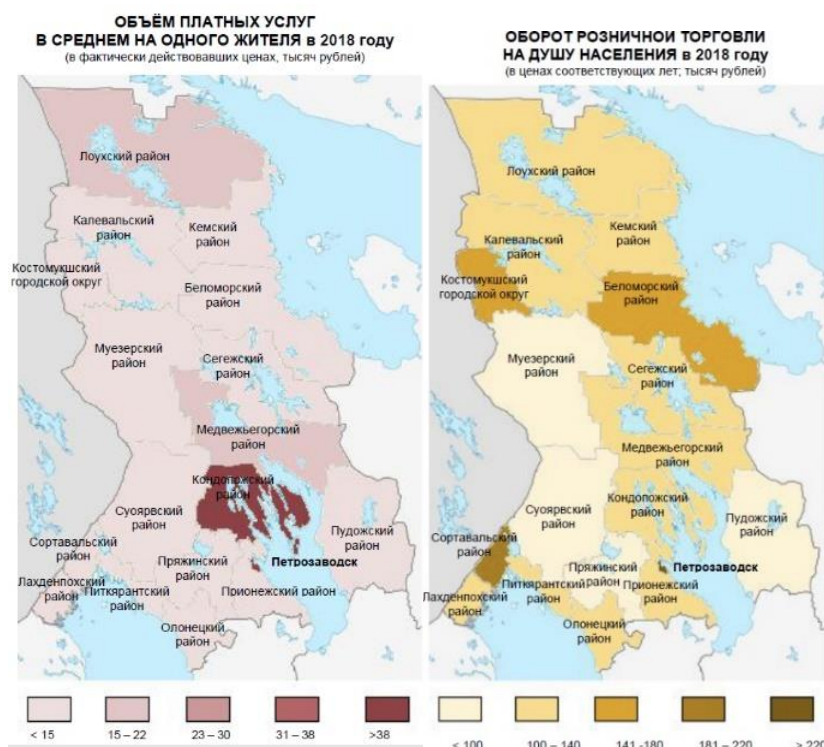 ОБЪЁМ ПЛАТНЫХ УСЛУГ
В СРЕДНЕМ НА ОДНОГО ЖИТЕЛЯ в 2018 году
(в фактически действовавших ценах, тысяч рублей)
Лоухский район
Калевальский
район
Кемский
район
Костомукшский
городской округ
Беломорский
район
Муезерский
район
Сегежский
район
Медвежьегорский
район
Кондопожский
район
Суоярвский
район
Пудожский
район
Сортавальский
район
Пряжинский
район
Петрозаводск
Лахденпохский
район
Питкярантский
район
Прионежский район
Олонецкий
район
< 15
15 – 22
23 – 30
31 – 38
>38
ОБОРОТ РОЗНИЧНОЙ ТОРГОВЛИ
НА ДУШУ НАСЕЛЕНИЯ в 2018 году
(в ценах соответствующих лет; тысяч рублей)
Лоухский район
Калевальский
район
Кемский
район
Костомукшский
городской округ
Беломорский
район
Муезерский
район
Сегежский
район
Медвежьегорский
район
Кондопожский
район
Суоярвский
район
Пудожский
район
Сортавальский
район
Пряжинский
район
Петрозаводск
Лахденпохский
район
Питкярантский
район
Прионежский
район
Олонецкий
район
< 100
100 – 140
141 -180
181 – 220
> 220